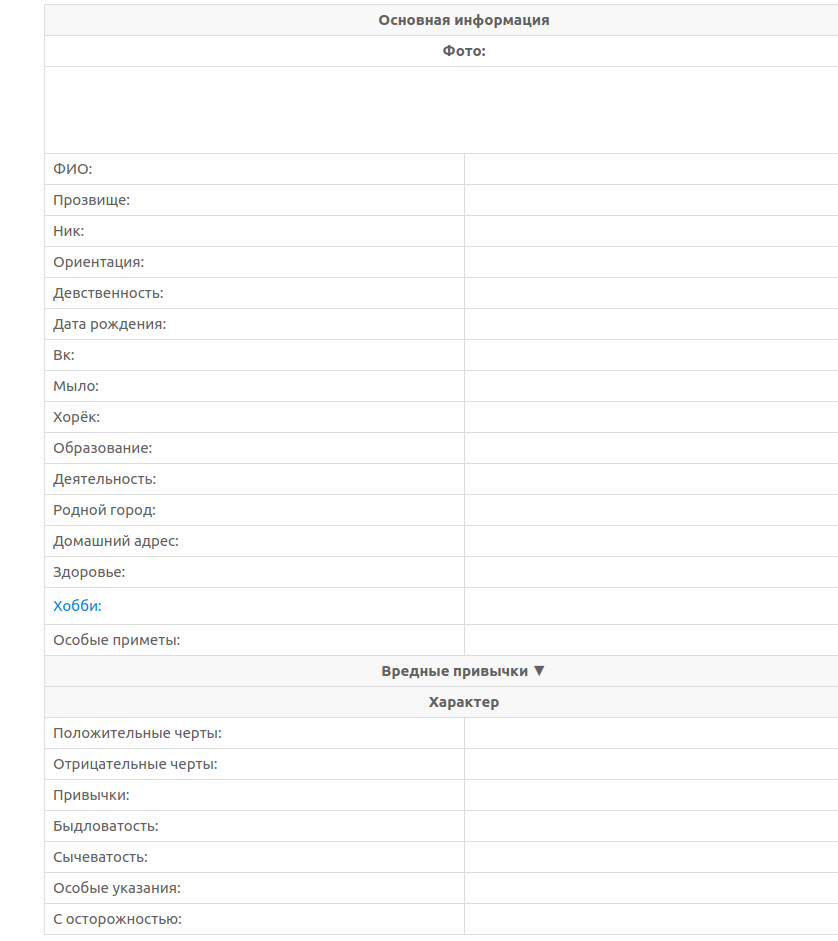 Основная информация
Фото:
ФИО:
Прозвище:
Ник:
Ориентация:
Девственность:
Дата рождения:
Вк:
Мыло:
Хорёк:
Образование:
Деятельность:
Родной город:
Домашний адрес:
Здоровье:
Хобби:
Особые приметы:
Вредные привычки ▼
Характер
Положительные черты:
Отрицательные черты:
Привычки:
Быдловатость:
Сычеватость:
Особые указания:
С осторожностью: